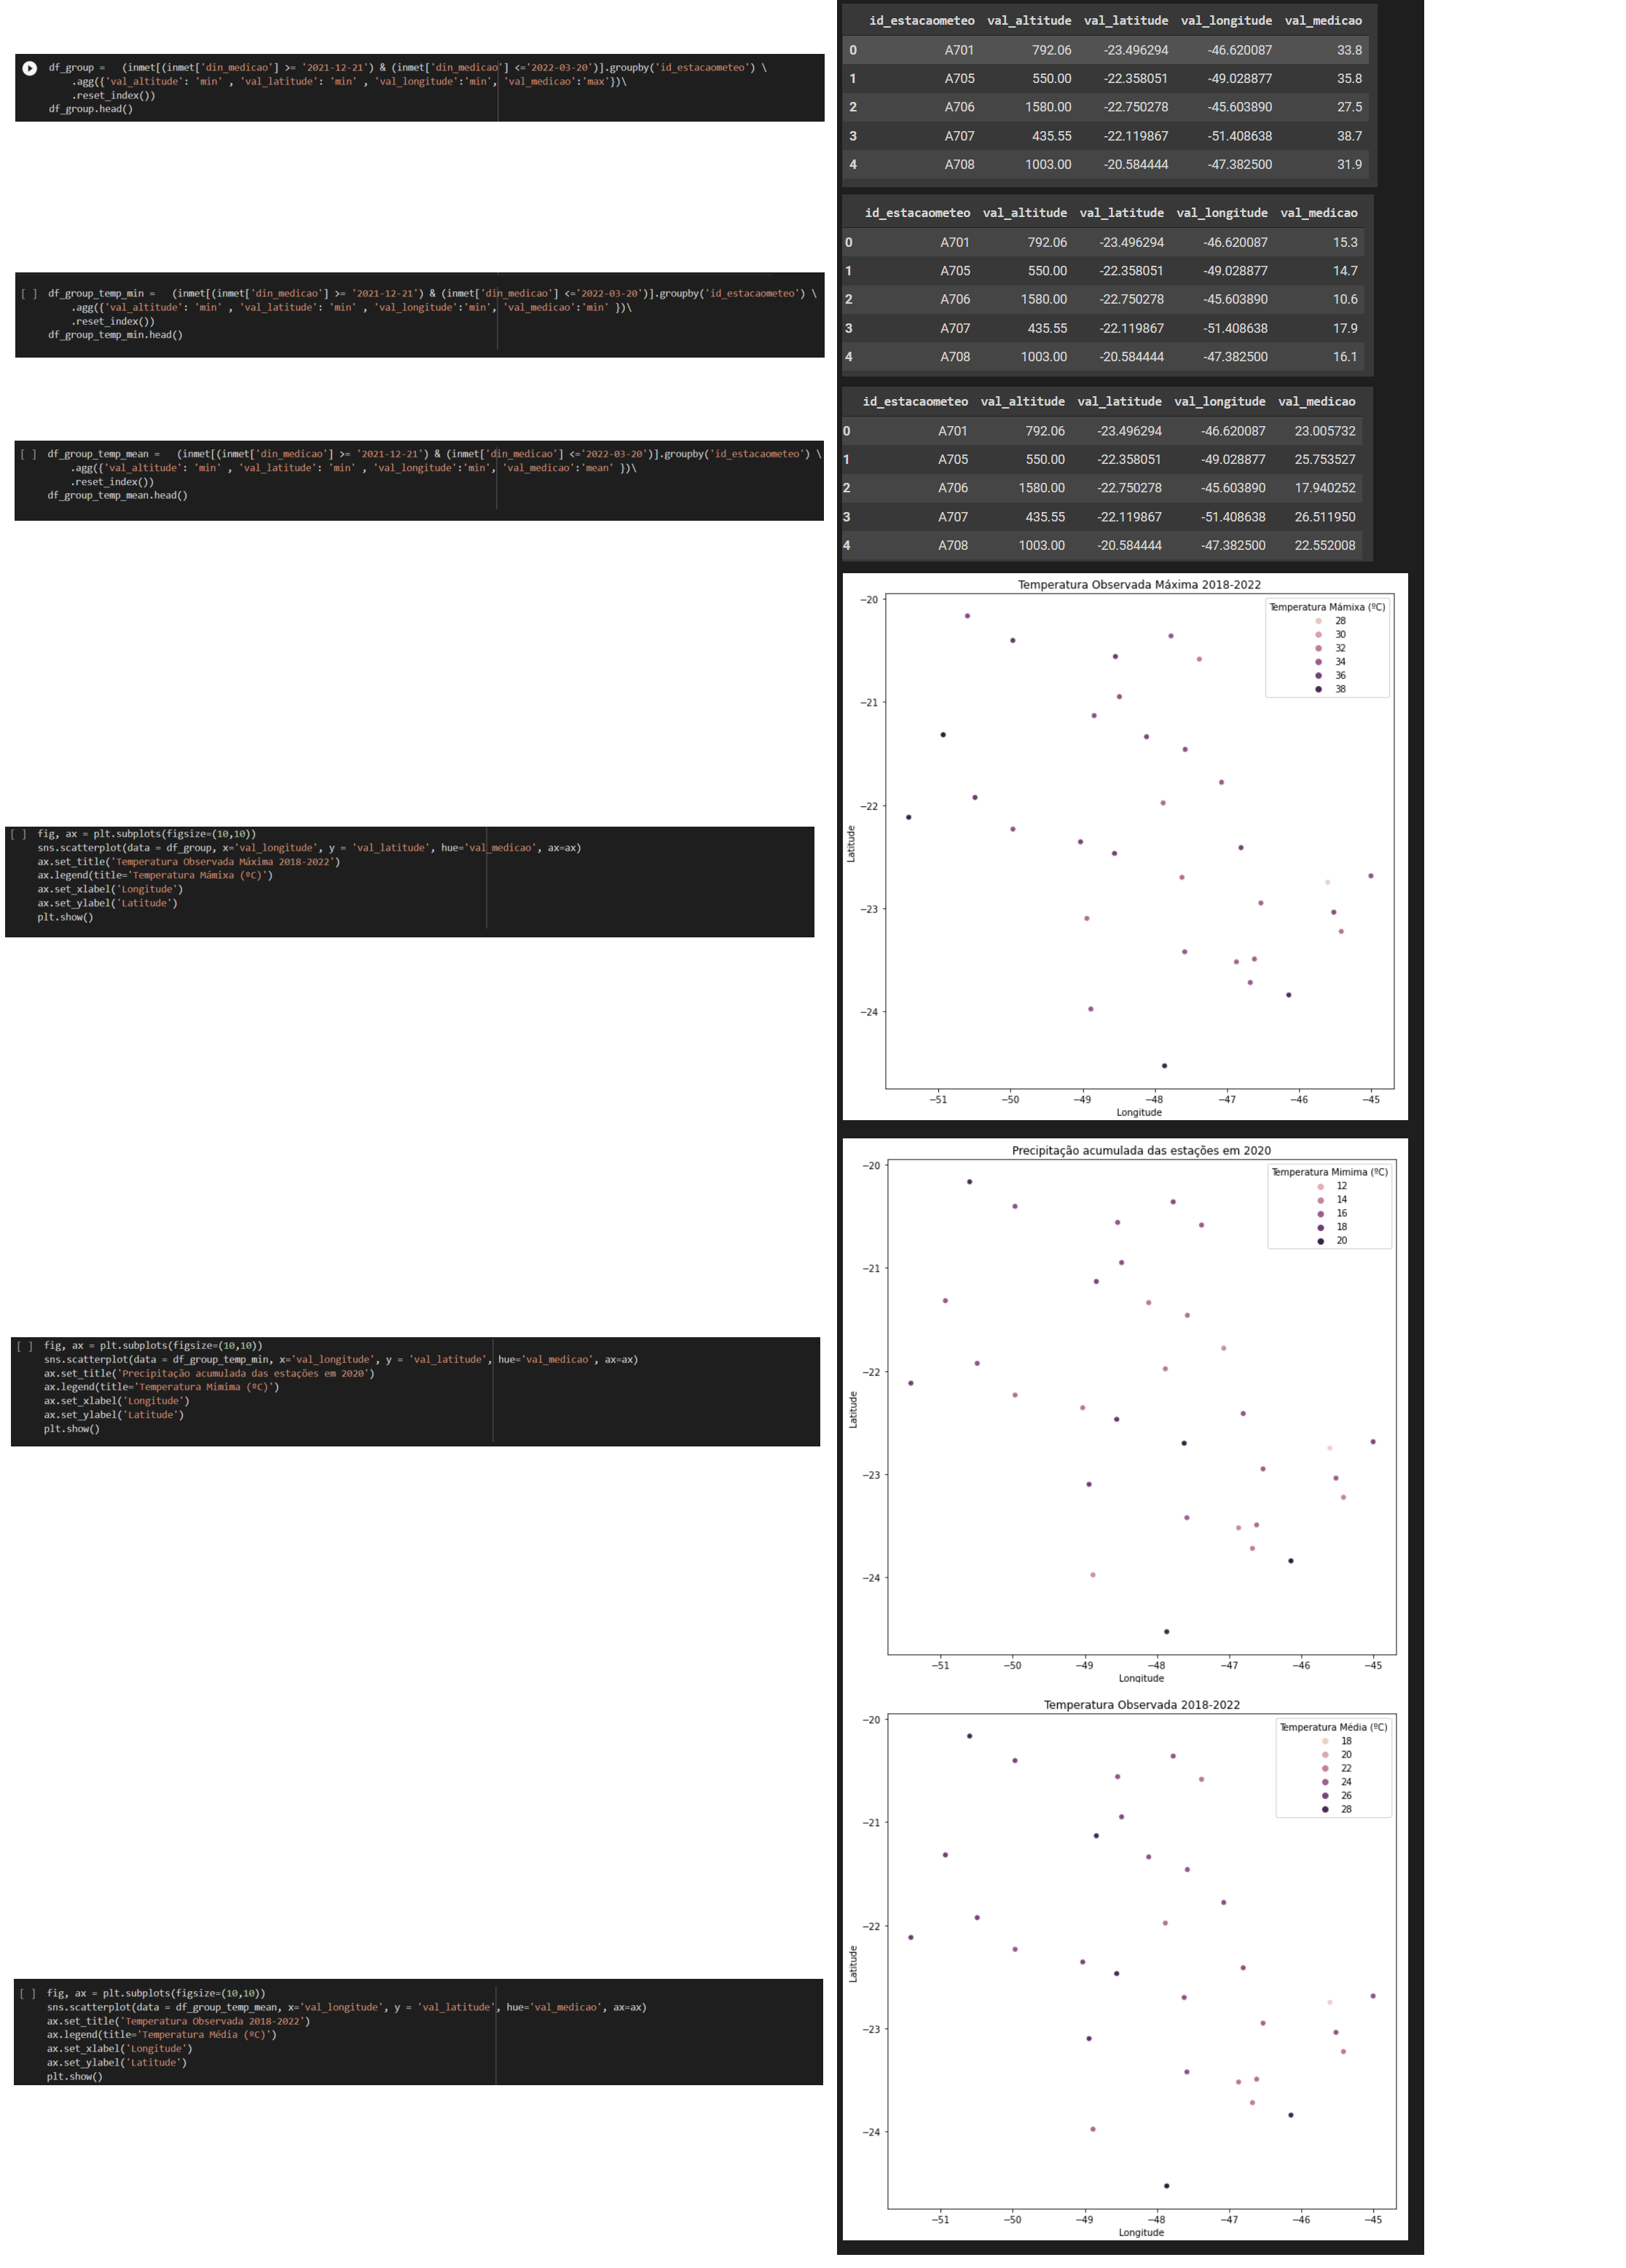 df_group =   (inmet[(inmet['din_medicao'] >= '2021-12-21') & (inmet['din_medicao'] <='2022-03-20')].groupby('id_estacaometeo') \
.agg({'val_altitude': 'min' , 'val_latitude': 'min' , 'val_longitude':'min', 'val_medicao':'max'})\
.reset_index())
df_group.head()
[ ] df_group_temp_min =   (inmet[(inmet['din_medicao'] >= '2021-12-21') & (inmet['din_medicao'] <='2022-03-20')].groupby('id_estacaometeo') \
.agg({'val_altitude': 'min' , 'val_latitude': 'min' , 'val_longitude':'min', 'val_medicao':'min' })\
.reset_index())
df_group_temp_min.head()
[ ] df_group_temp_mean =   (inmet[(inmet['din_medicao'] >= '2021-12-21') & (inmet['din_medicao'] <='2022-03-20')].groupby('id_estacaometeo') \
.agg({'val_altitude': 'min' , 'val_latitude': 'min' , 'val_longitude':'min', 'val_medicao':'mean' })\
.reset_index())
df_group_temp_mean.head()
[ ] fig, ax = plt.subplots(figsize=(10,10))
sns.scatterplot(data = df_group, x='val_longitude', y = 'val_latitude', hue='val_medicao', ax=ax)
ax.set_title('Temperatura Observada Máxima 2018-2022')
ax.legend(title='Temperatura Mámixa (ºC)')
ax.set_xlabel('Longitude')
ax.set_ylabel('Latitude')
plt.show()
[ ] fig, ax = plt.subplots(figsize=(10,10))
sns.scatterplot(data = df_group_temp_min, x='val_longitude', y = 'val_latitude', hue='val_medicao', ax=ax)
ax.set_title('Precipitação acumulada das estações em 2020')
ax.legend(title='Temperatura Mimima (ºC)')
ax.set_xlabel('Longitude')
ax.set_ylabel('Latitude')
plt.show()
[ ] fig, ax = plt.subplots(figsize=(10,10))
sns.scatterplot(data = df_group_temp_mean, x='val_longitude', y = 'val_latitude', hue='val_medicao', ax=ax)
ax.set_title('Temperatura Observada 2018-2022')
ax.legend(title='Temperatura Média (ºC)')
ax.set_xlabel('Longitude')
ax.set_ylabel('Latitude')
plt.show()
id_estacaometeo val_altitude val_latitude val_longitude val_medicao
0 A701 792.06 -23.496294 -46.620087 33.8
1 A705 550.00 -22.358051 -49.028877 35.8
2 A706 1580.00 -22.750278 -45.603890 27.5
3 A707 435.55 -22.119867 -51.408638 38.7
4 A708 1003.00 -20.584444 -47.382500 31.9
id_estacaometeo val_altitude val_latitude val_longitude val_medicao
0 A701 792.06 -23.496294 -46.620087 15.3
1 A705 550.00 -22.358051 -49.028877 14.7
2 A706 1580.00 -22.750278 -45.603890 10.6
3 A707 435.55 -22.119867 -51.408638 17.9
4 A708 1003.00 -20.584444 -47.382500 16.1
id_estacaometeo val_altitude val_latitude val_longitude val_medicao
0 A701 792.06 -23.496294 -46.620087 23.005732
1 A705 550.00 -22.358051 -49.028877 25.753527
2 A706 1580.00 -22.750278 -45.603890 17.940252
3 A707 435.55 -22.119867 -51.408638 26.511950
4 A708 1003.00 -20.584444 -47.382500 22.552008
Temperatura Observada Máxima 2018-2022
Temperatura Mámixa (ºC)
28
30
32
34
36
38
−20
−21
−22
−23
−24
Latitude
−51 −50 −49 −48 −47 −46 −45
Longitude
Precipitação acumulada das estações em 2020
Temperatura Mimima (ºC)
12
14
16
18
20
−20
−21
−22
−23
−24
Latitude
−51 −50 −49 −48 −47 −46 −45
Longitude
Temperatura Observada 2018-2022
Temperatura Média (ºC)
18
20
22
24
26
28
−20
−21
−22
−23
−24
Latitude
−51 −50 −49 −48 −47 −46 −45
Longitude